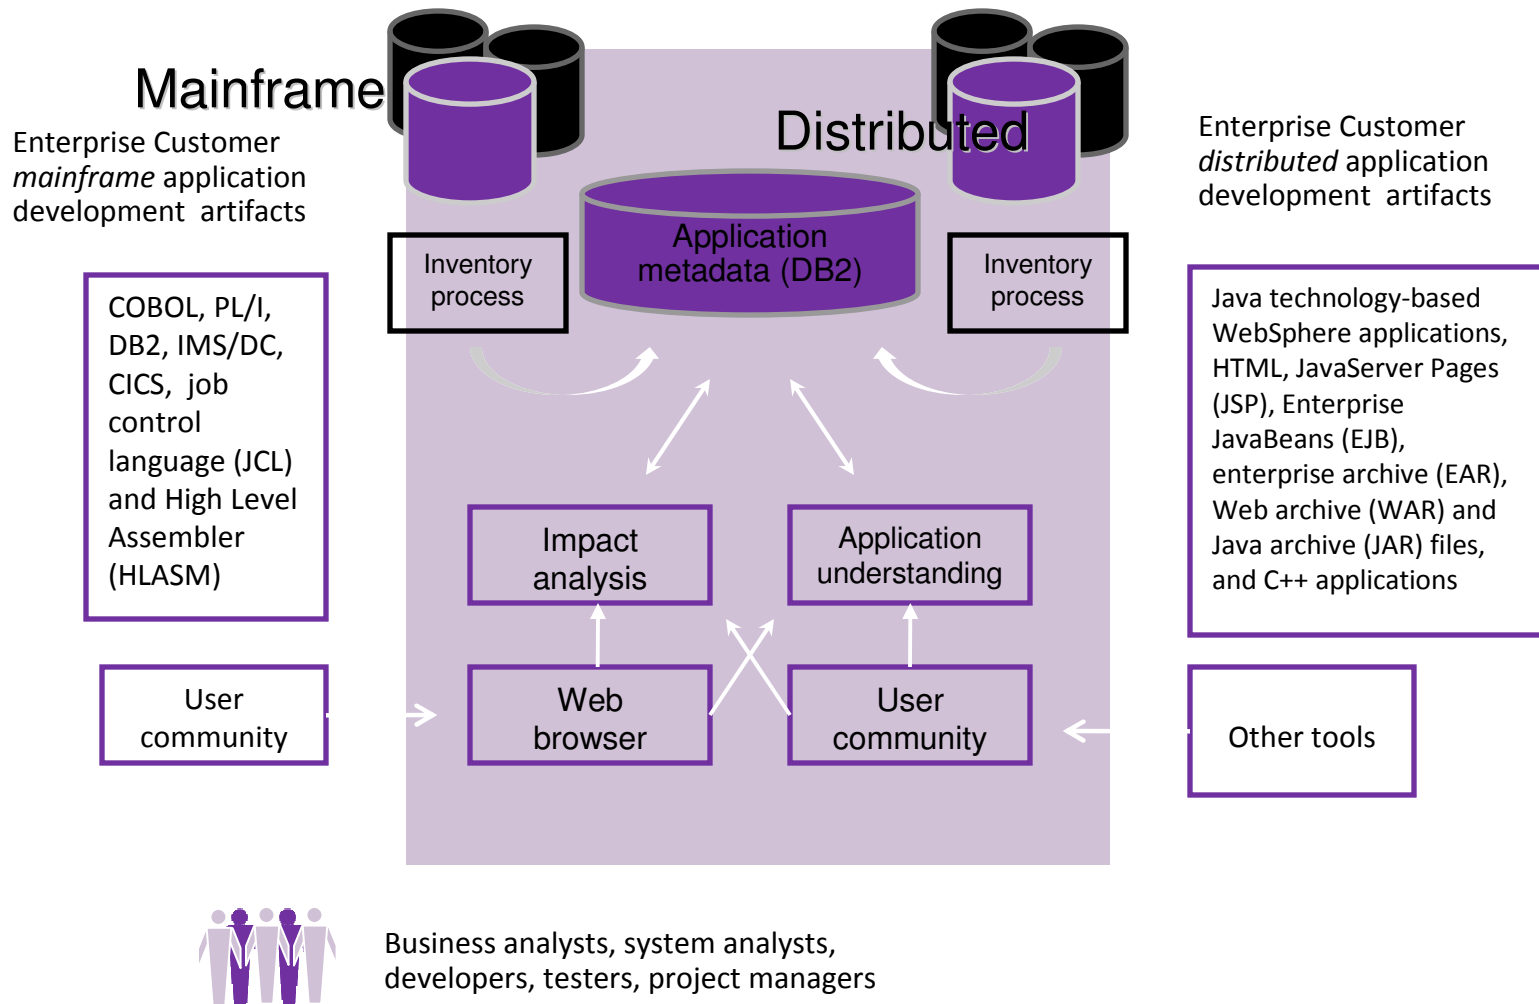 Mainframe
Enterprise Customer
mainframe application
development artifacts
Distributed
Enterprise Customer
distributed application
development artifacts
Application
metadata (DB2)
Inventory
process
Inventory
process
COBOL, PL/I,
DB2, IMS/DC,
CICS, job
control
language (JCL)
and High Level
Assembler
(HLASM)
Java technology-based
WebSphere applications,
HTML, JavaServer Pages
(JSP), Enterprise
JavaBeans (EJB),
enterprise archive (EAR),
Web archive (WAR) and
Java archive (JAR) files,
and C++ applications
Impact
analysis
Application
understanding
User
community
Web
browser
User
community
Other tools
Business analysts, system analysts,
developers, testers, project managers